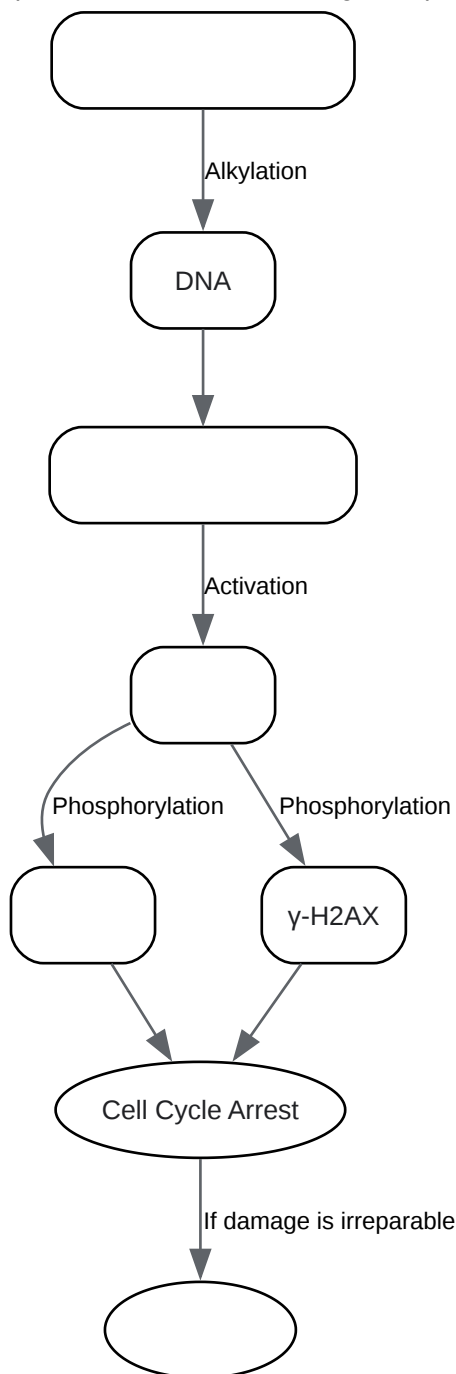 Alkylation
DNA
Activation
Phosphorylation Phosphorylation
γ-H2AX
Cell Cycle Arrest
If damage is irreparable